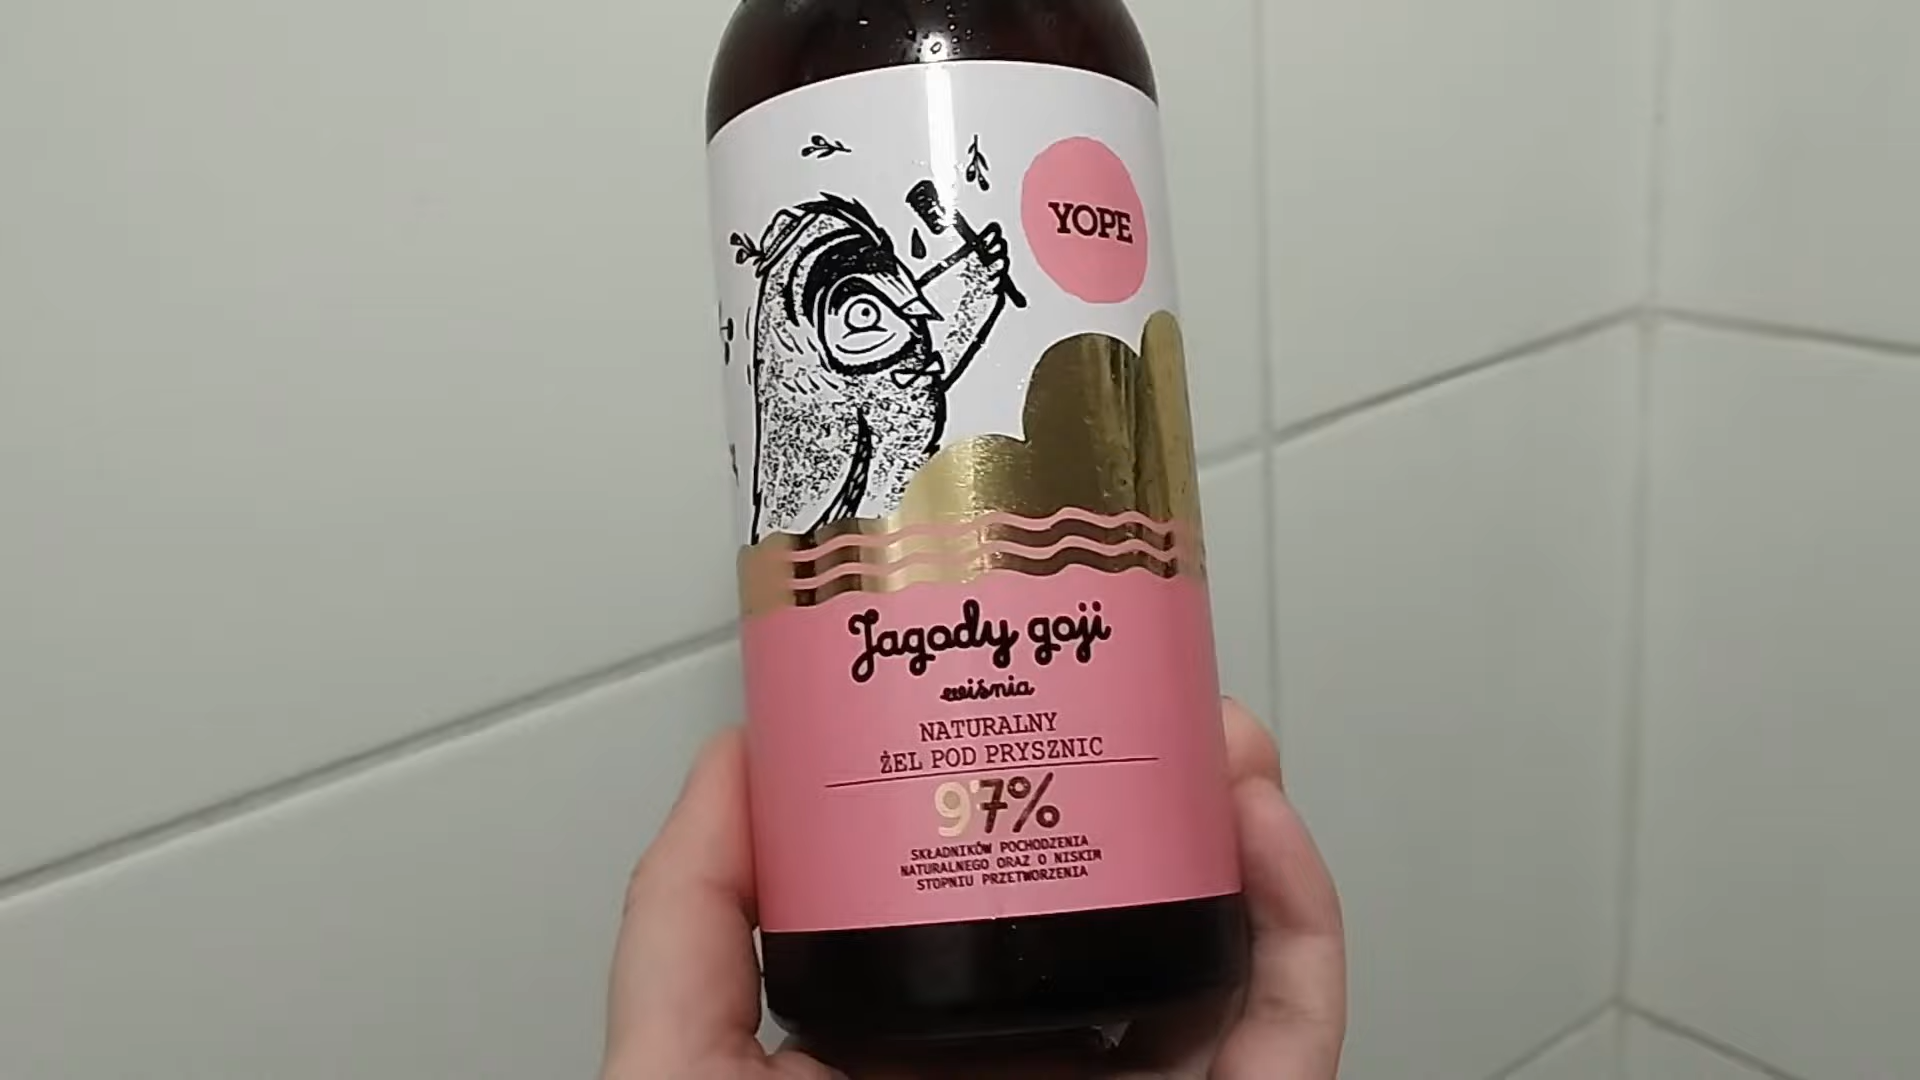 YOPE
Jagody goji
wiśnia
NATURALNY
ŻEL POD PRYSZNIC
97%
SKŁADNIKÓW POCHODZENIA
NATURALNEGO ORAZ O NISKIM
STOPNIU PRZETWORZENIA